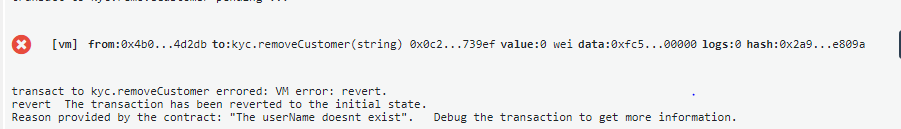 [vm] from:0x4b0...4d2db to:kyc.removeCustomer(string) 0x0c2...739ef value:0 wei data:0xfc5...00000 logs:0 hash:0x2a9...e809a
transact to kyc.removeCustomer errored: VM error: revert.
revert The transaction has been reverted to the initial state.
Reason provided by the contract: "The userName doesnt exist". Debug the transaction to get more information.